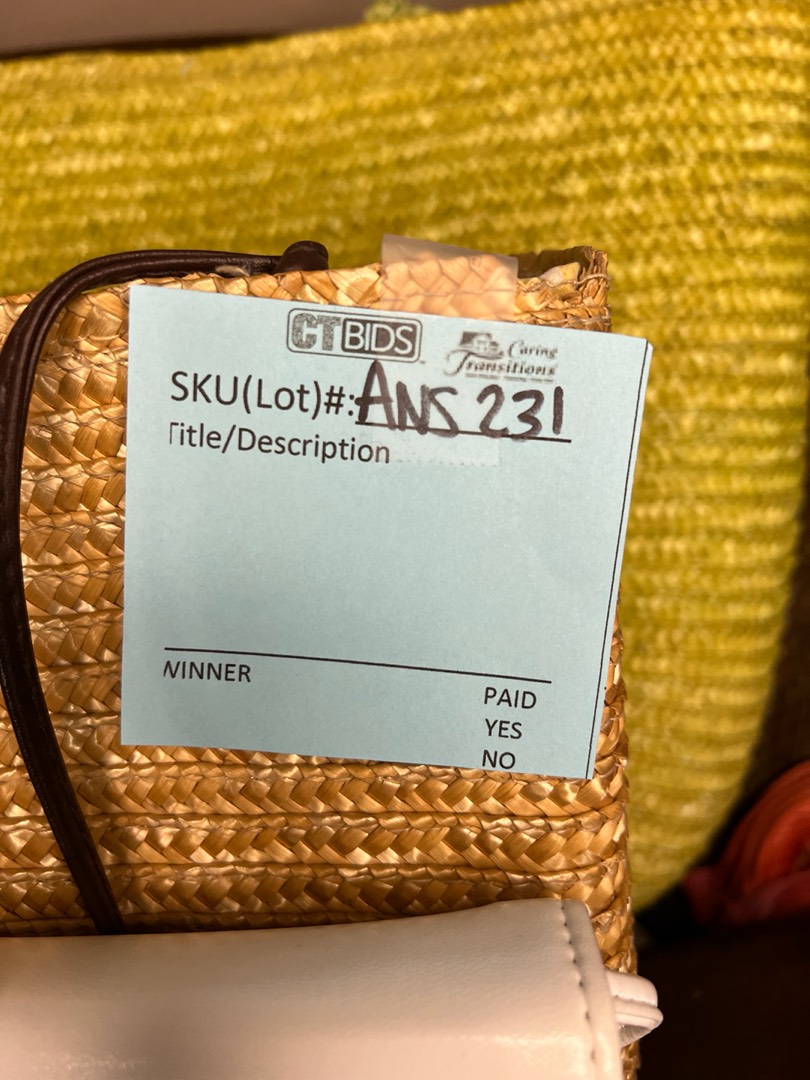 CTBIDS
Caring
Transitions
SKU(Lot)#: ANS 231
Title/Description
WINNER
PAID
YES
NO